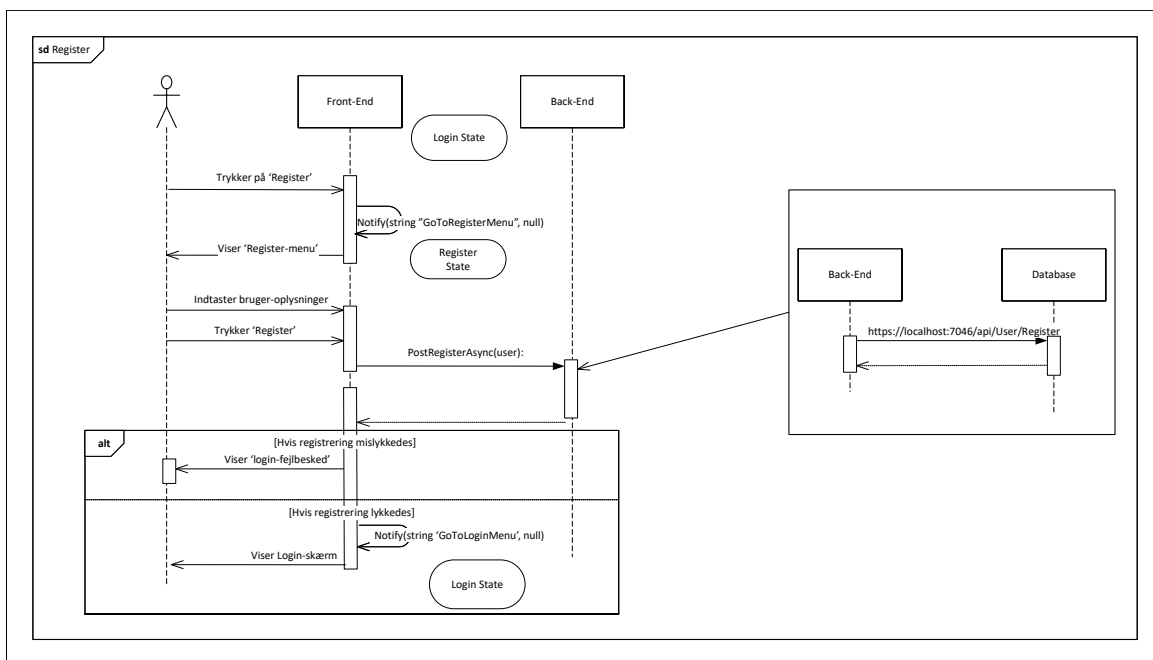 sd Register
Front-End
Back-End
Login State
Trykker på ‘Register’
Notify(string ”GoToRegisterMenu”, null)
Viser ‘Register-menu’
Register
State
Indtaster bruger-oplysninger
Trykker ‘Register’
PostRegisterAsync(user):
Back-End
Database
https://localhost:7046/api/User/Register
alt
[Hvis registrering mislykkedes]
Viser ‘login-fejlbesked’
[Hvis registrering lykkedes]
Notify(string ‘GoToLoginMenu’, null)
Viser Login-skærm
Login State